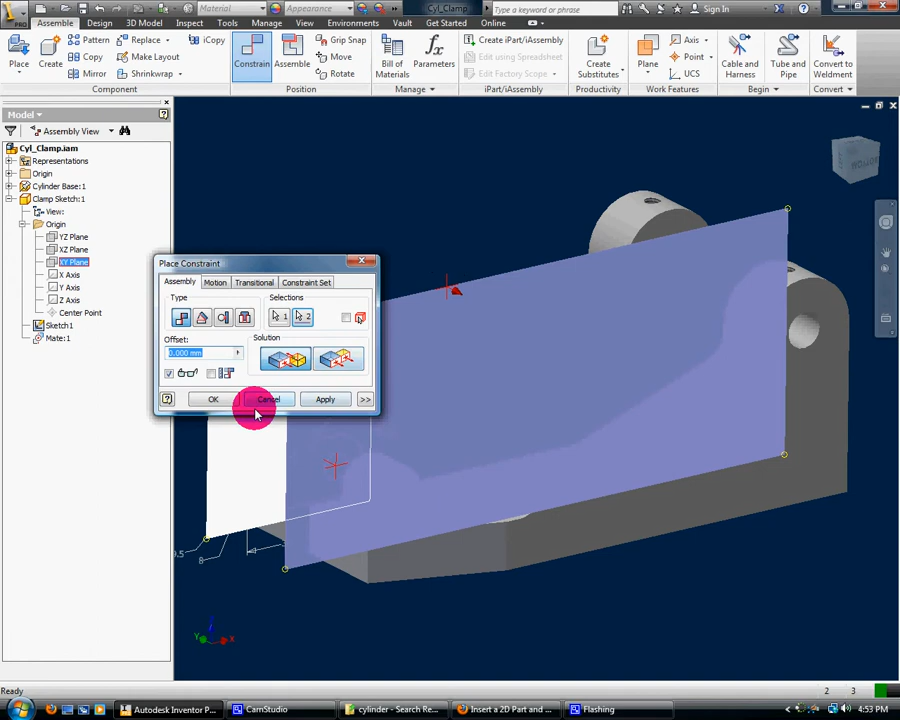 Material
Appearance
Cyl_Clamp
Type a keyword or phrase
Sign In
Assemble Design 3D Model Inspect Tools Manage View Environments Vault Get Started Online
Place
Create
Pattern
Copy
Mirror
Replace
Make Layout
Shrinkwrap
iCopy
Component
Constrain
Assemble
Grip Snap
Move
Rotate
Position
Bill of Materials
Parameters
Manage
Create iPart/iAssembly
Edit using Spreadsheet
Edit Factory Scope
iPart/iAssembly
Create Substitutes
Productivity
Plane
Axis
Point
UCS
Work Features
Cable and Harness
Tube and Pipe
Begin
Convert to Weldment
Convert
Model
Assembly View
Cyl_Clamp.iam
Representations
Origin
Cylinder Base:1
Clamp Sketch:1
View:
Origin
YZ Plane
XZ Plane
XY Plane
X Axis
Y Axis
Z Axis
Center Point
Sketch1
Mate:1
Place Constraint
Assembly Motion Transitional Constraint Set
Type
Selections
1
2
Offset:
Solution
0.000 mm
OK
Cancel
Apply
>>
8
Z
Y
X
Ready
2 3
Autodesk Inventor P...
CamStudio
cylinder - Search Re...
Insert a 2D Part and ...
Flashing
4:53 PM